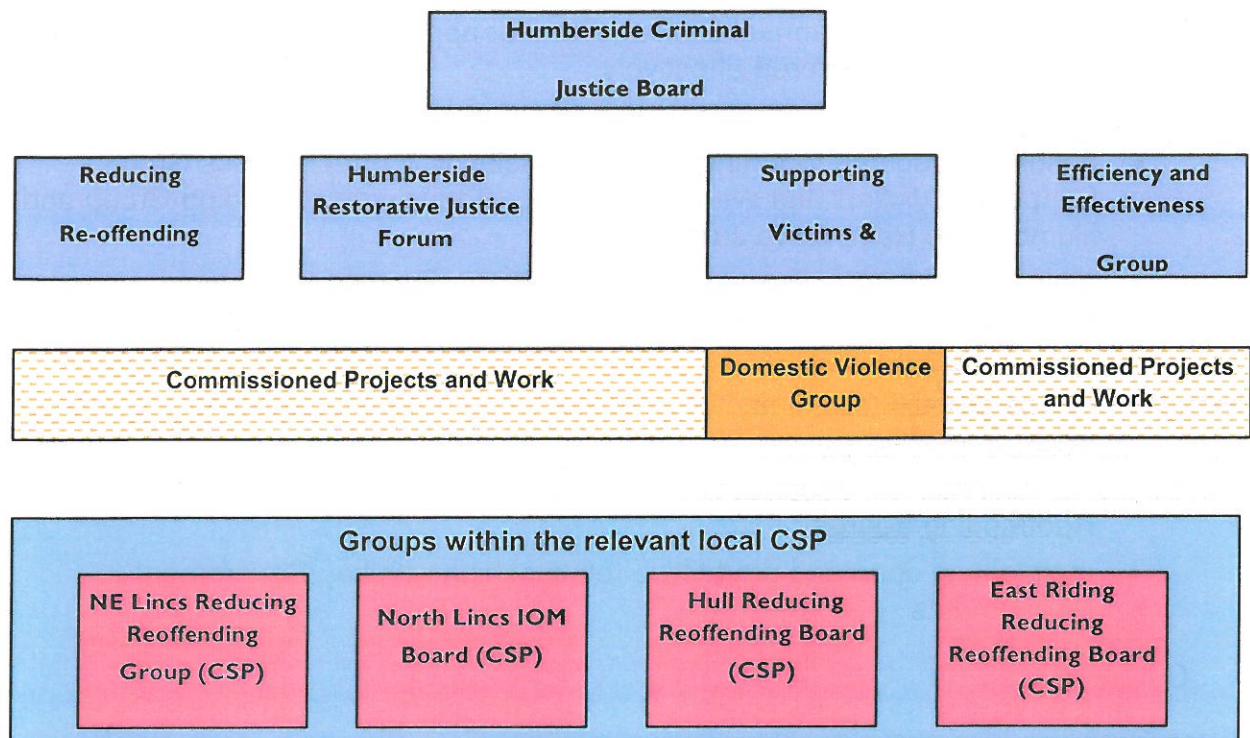 Humberside Criminal
Justice Board
Reducing
Re-offending
Humberside
Restorative Justice
Forum
Supporting
Victims &
Efficiency and
Effectiveness
Group
Commissioned Projects and Work
Domestic Violence
Group
Commissioned Projects
and Work
Groups within the relevant local CSP
NE Lincs Reducing
Reoffending
Group (CSP)
North Lincs IOM
Board (CSP)
Hull Reducing
Reoffending Board
(CSP)
East Riding
Reducing
Reoffending Board
(CSP)